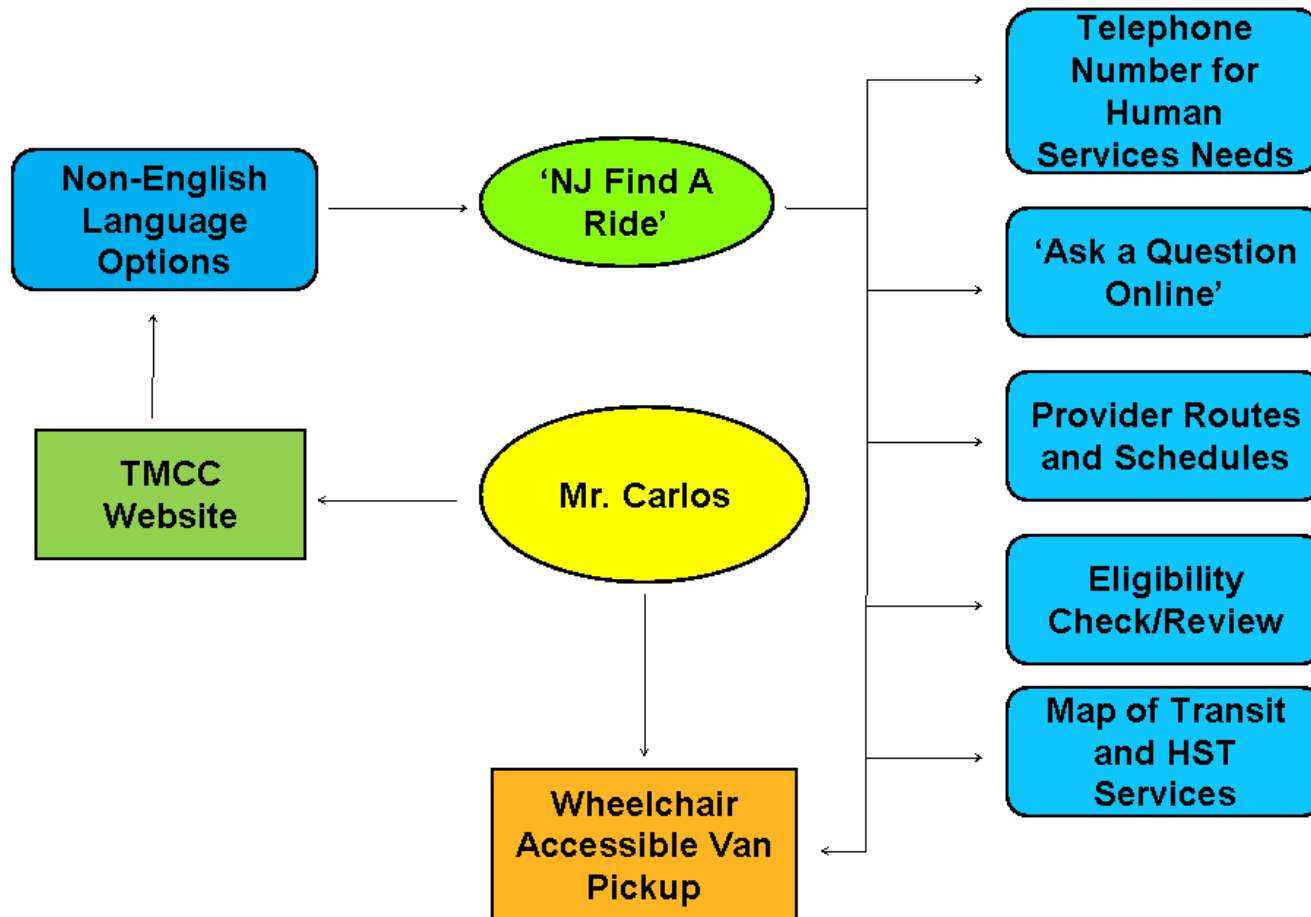 Non-English
Language
Options
‘NJ Find A
Ride’
Telephone
Number for
Human
Services Needs
‘Ask a Question
Online’
TMCC
Website
Mr. Carlos
Provider Routes
and Schedules
Eligibility
Check/Review
Wheelchair
Accessible Van
Pickup
Map of Transit
and HST
Services